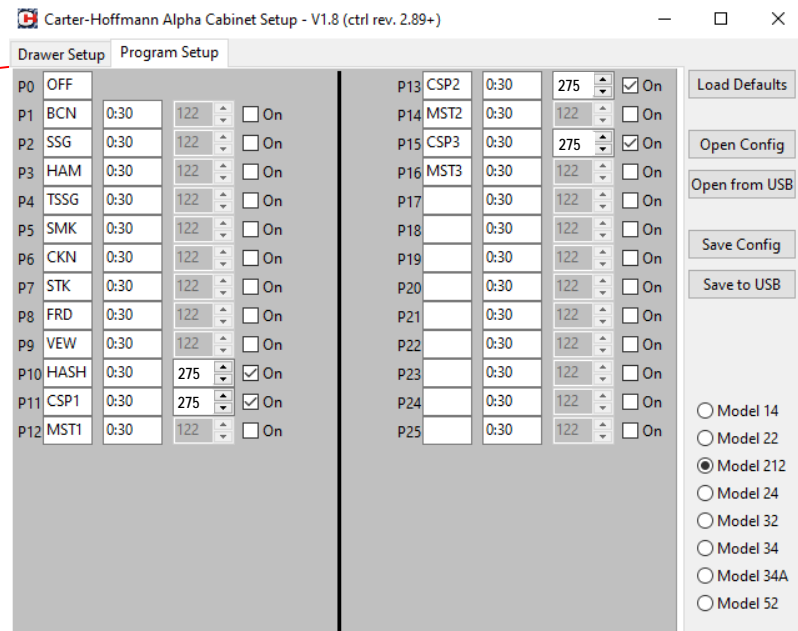 Carter-Hoffmann Alpha Cabinet Setup - V1.8 (ctrl rev. 2.89+)
Drawer Setup Program Setup
P0 OFF
P1 BCN 0:30 122 On
P2 SSG 0:30 122 On
P3 HAM 0:30 122 On
P4 TSSG 0:30 122 On
P5 SMK 0:30 122 On
P6 CKN 0:30 122 On
P7 STK 0:30 122 On
P8 FRD 0:30 122 On
P9 VEW 0:30 122 On
P10 HASH 0:30 275 On
P11 CSP1 0:30 275 On
P12 MST1 0:30 122 On
P13 CSP2 0:30 275 On
P14 MST2 0:30 122 On
P15 CSP3 0:30 275 On
P16 MST3 0:30 122 On
P17 0:30 122 On
P18 0:30 122 On
P19 0:30 122 On
P20 0:30 122 On
P21 0:30 122 On
P22 0:30 122 On
P23 0:30 122 On
P24 0:30 122 On
P25 0:30 122 On
Load Defaults
Open Config
Open from USB
Save Config
Save to USB
Model 14
Model 22
Model 212
Model 24
Model 32
Model 34
Model 34A
Model 52